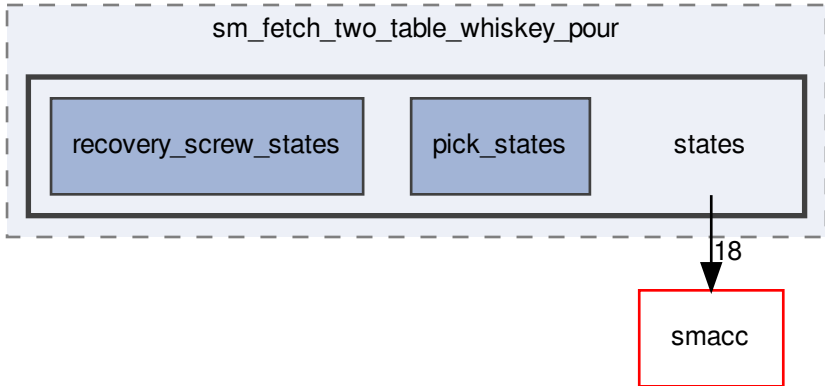 sm_fetch_two_table_whiskey_pour
recovery_screw_states
pick_states
states
18
smacc